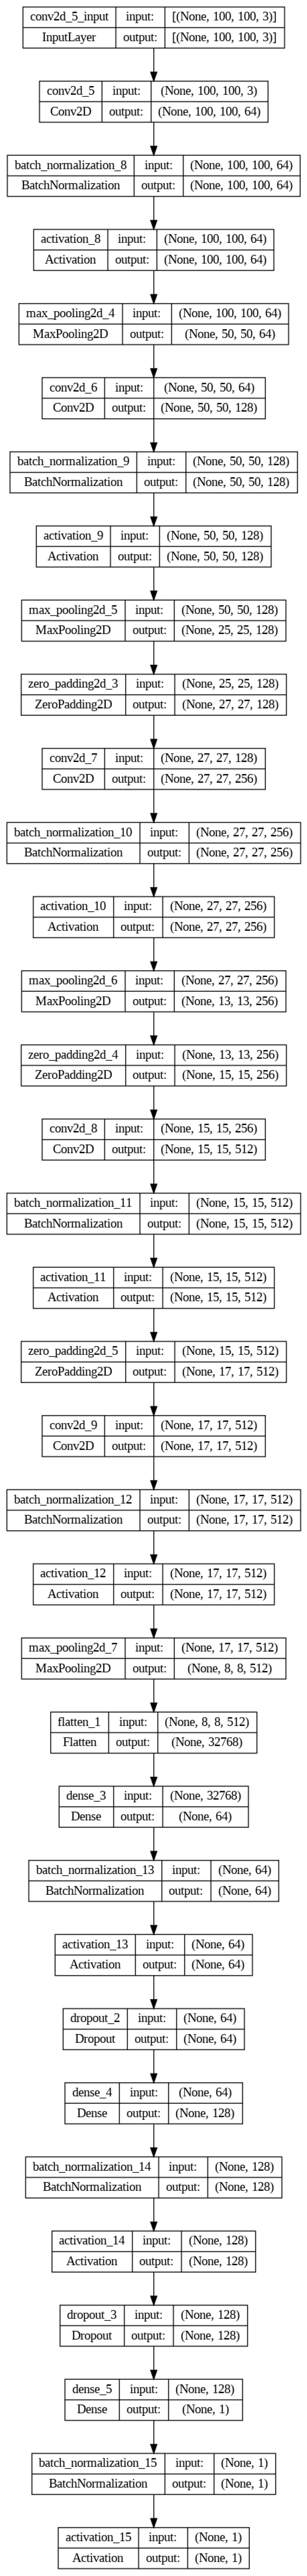 conv2d_5_input input: [(None, 100, 100, 3)]
InputLayer output: [(None, 100, 100, 3)]
conv2d_5 input: (None, 100, 100, 3)
Conv2D output: (None, 100, 100, 64)
batch_normalization_8 input: (None, 100, 100, 64)
BatchNormalization output: (None, 100, 100, 64)
activation_8 input: (None, 100, 100, 64)
Activation output: (None, 100, 100, 64)
max_pooling2d_4 input: (None, 100, 100, 64)
MaxPooling2D output: (None, 50, 50, 64)
conv2d_6 input: (None, 50, 50, 64)
Conv2D output: (None, 50, 50, 128)
batch_normalization_9 input: (None, 50, 50, 128)
BatchNormalization output: (None, 50, 50, 128)
activation_9 input: (None, 50, 50, 128)
Activation output: (None, 50, 50, 128)
max_pooling2d_5 input: (None, 50, 50, 128)
MaxPooling2D output: (None, 25, 25, 128)
zero_padding2d_3 input: (None, 25, 25, 128)
ZeroPadding2D output: (None, 27, 27, 128)
conv2d_7 input: (None, 27, 27, 128)
Conv2D output: (None, 27, 27, 256)
batch_normalization_10 input: (None, 27, 27, 256)
BatchNormalization output: (None, 27, 27, 256)
activation_10 input: (None, 27, 27, 256)
Activation output: (None, 27, 27, 256)
max_pooling2d_6 input: (None, 27, 27, 256)
MaxPooling2D output: (None, 13, 13, 256)
zero_padding2d_4 input: (None, 13, 13, 256)
ZeroPadding2D output: (None, 15, 15, 256)
conv2d_8 input: (None, 15, 15, 256)
Conv2D output: (None, 15, 15, 512)
batch_normalization_11 input: (None, 15, 15, 512)
BatchNormalization output: (None, 15, 15, 512)
activation_11 input: (None, 15, 15, 512)
Activation output: (None, 15, 15, 512)
zero_padding2d_5 input: (None, 15, 15, 512)
ZeroPadding2D output: (None, 17, 17, 512)
conv2d_9 input: (None, 17, 17, 512)
Conv2D output: (None, 17, 17, 512)
batch_normalization_12 input: (None, 17, 17, 512)
BatchNormalization output: (None, 17, 17, 512)
activation_12 input: (None, 17, 17, 512)
Activation output: (None, 17, 17, 512)
max_pooling2d_7 input: (None, 17, 17, 512)
MaxPooling2D output: (None, 8, 8, 512)
flatten_1 input: (None, 8, 8, 512)
Flatten output: (None, 32768)
dense_3 input: (None, 32768)
Dense output: (None, 64)
batch_normalization_13 input: (None, 64)
BatchNormalization output: (None, 64)
activation_13 input: (None, 64)
Activation output: (None, 64)
dropout_2 input: (None, 64)
Dropout output: (None, 64)
dense_4 input: (None, 64)
Dense output: (None, 128)
batch_normalization_14 input: (None, 128)
BatchNormalization output: (None, 128)
activation_14 input: (None, 128)
Activation output: (None, 128)
dropout_3 input: (None, 128)
Dropout output: (None, 128)
dense_5 input: (None, 128)
Dense output: (None, 1)
batch_normalization_15 input: (None, 1)
BatchNormalization output: (None, 1)
activation_15 input: (None, 1)
Activation output: (None, 1)